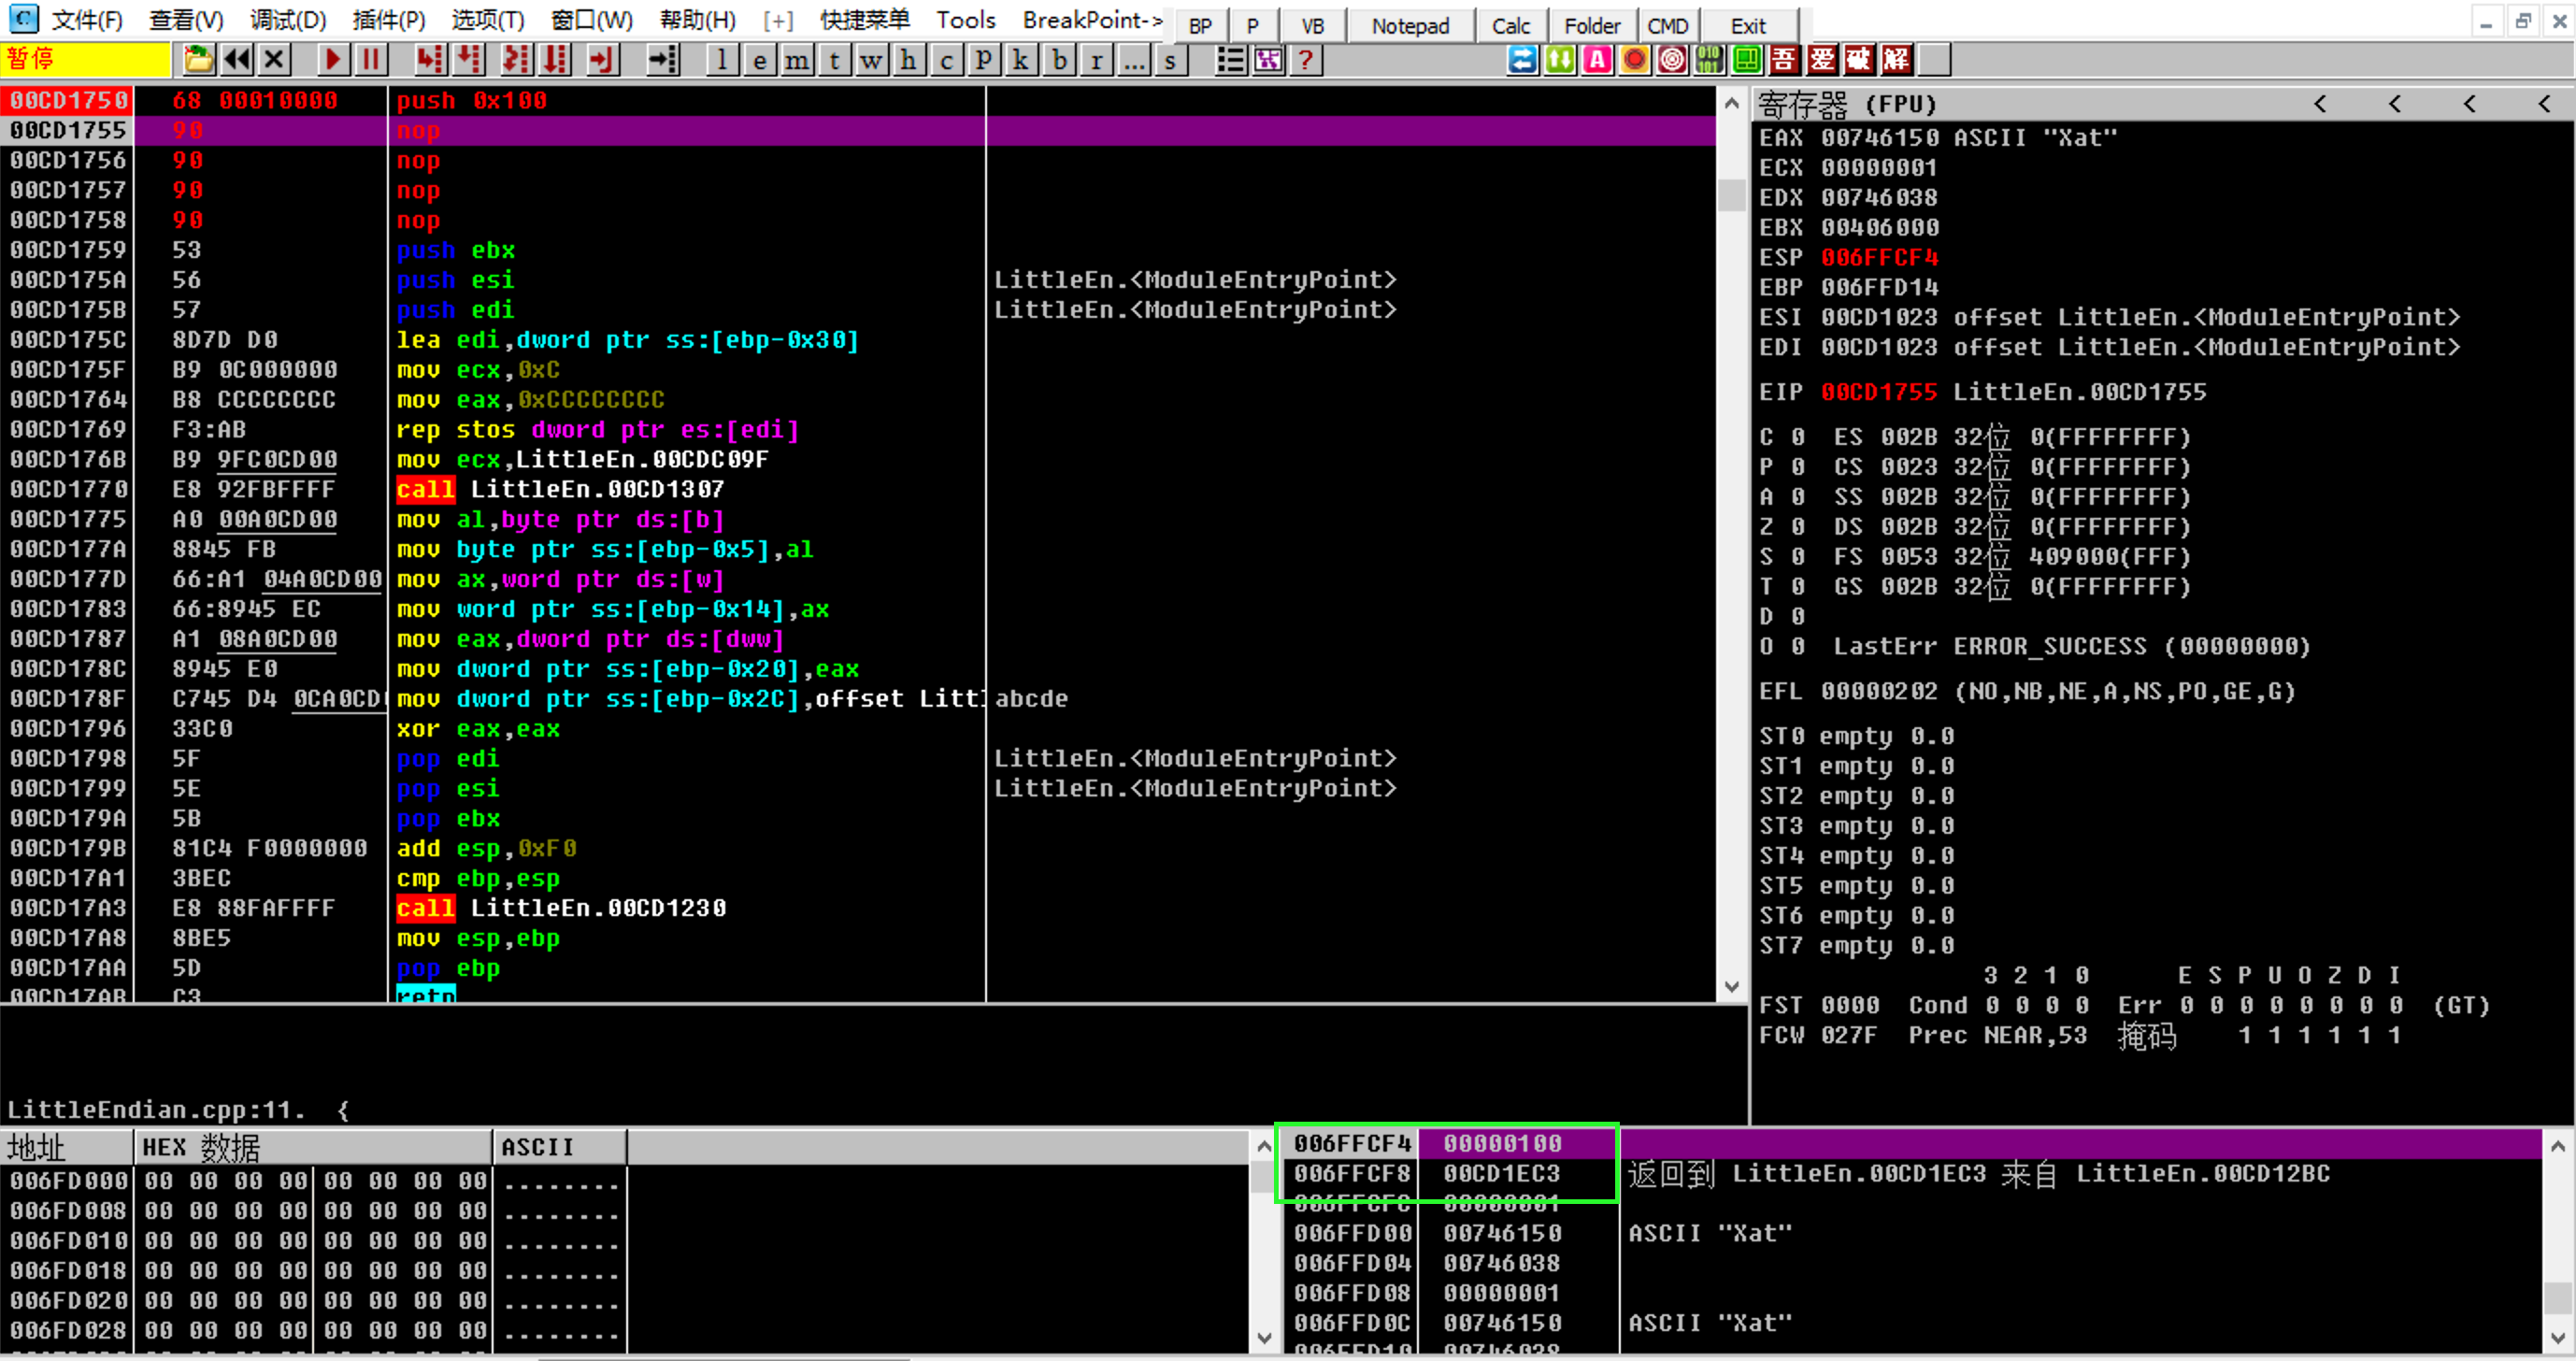 文件(F) 查看(V) 调试(D) 插件(P) 选项(T) 窗口(W) 帮助(H) [+] 快捷菜单 Tools BreakPoint-> BP P VB Notepad Calc Folder CMD Exit
暂停 l e m t w h c p k b r ... s ? A 吾 爱 破 解
00CD1750 68 00010000 push 0x100
00CD1755 90 nop
00CD1756 90 nop
00CD1757 90 nop
00CD1758 90 nop
00CD1759 53 push ebx
00CD175A 56 push esi LittleEn.<ModuleEntryPoint>
00CD175B 57 push edi LittleEn.<ModuleEntryPoint>
00CD175C 8D7D D0 lea edi,dword ptr ss:[ebp-0x30]
00CD175F B9 0C000000 mov ecx,0xC
00CD1764 B8 CCCCCCCC mov eax,0xCCCCCCCC
00CD1769 F3:AB rep stos dword ptr es:[edi]
00CD176B B9 9FC0CD00 mov ecx,LittleEn.00CDC09F
00CD1770 E8 92FBFFFF call LittleEn.00CD1307
00CD1775 A0 00A0CD00 mov al,byte ptr ds:[b]
00CD177A 8845 FB mov byte ptr ss:[ebp-0x5],al
00CD177D 66:A1 04A0CD00 mov ax,word ptr ds:[w]
00CD1783 66:8945 EC mov word ptr ss:[ebp-0x14],ax
00CD1787 A1 08A0CD00 mov eax,dword ptr ds:[dww]
00CD178C 8945 E0 mov dword ptr ss:[ebp-0x20],eax
00CD178F C745 D4 0CA0CD mov dword ptr ss:[ebp-0x2C],offset Littl abcde
00CD1796 33C0 xor eax,eax
00CD1798 5F pop edi LittleEn.<ModuleEntryPoint>
00CD1799 5E pop esi LittleEn.<ModuleEntryPoint>
00CD179A 5B pop ebx
00CD179B 81C4 F0000000 add esp,0xF0
00CD17A1 3BEC cmp ebp,esp
00CD17A3 E8 88FAFFFF call LittleEn.00CD1230
00CD17A8 8BE5 mov esp,ebp
00CD17AA 5D pop ebp
00CD17AB C3 retn
LittleEndian.cpp:11. {
寄存器 (FPU) < < < <
EAX 00746150 ASCII "Xat"
ECX 00000001
EDX 00746038
EBX 00406000
ESP 006FFCF4
EBP 006FFD14
ESI 00CD1023 offset LittleEn.<ModuleEntryPoint>
EDI 00CD1023 offset LittleEn.<ModuleEntryPoint>
EIP 00CD1755 LittleEn.00CD1755
C 0 ES 002B 32位 0(FFFFFFFF)
P 0 CS 0023 32位 0(FFFFFFFF)
A 0 SS 002B 32位 0(FFFFFFFF)
Z 0 DS 002B 32位 0(FFFFFFFF)
S 0 FS 0053 32位 409000(FFF)
T 0 GS 002B 32位 0(FFFFFFFF)
D 0
O 0 LastErr ERROR_SUCCESS (00000000)
EFL 00000202 (NO,NB,NE,A,NS,PO,GE,G)
ST0 empty 0.0
ST1 empty 0.0
ST2 empty 0.0
ST3 empty 0.0
ST4 empty 0.0
ST5 empty 0.0
ST6 empty 0.0
ST7 empty 0.0
3 2 1 0 E S P U O Z D I
FST 0000 Cond 0 0 0 0 Err 0 0 0 0 0 0 0 0 (GT)
FCW 027F Prec NEAR,53 掩码 1 1 1 1 1 1
地址 HEX 数据 ASCII
006FD000 00 00 00 00 00 00 00 00 ........
006FD008 00 00 00 00 00 00 00 00 ........
006FD010 00 00 00 00 00 00 00 00 ........
006FD018 00 00 00 00 00 00 00 00 ........
006FD020 00 00 00 00 00 00 00 00 ........
006FD028 00 00 00 00 00 00 00 00 ........
006FFCF4 00000100
006FFCF8 00CD1EC3 返回到 LittleEn.00CD1EC3 来自 LittleEn.00CD12BC
006FFCFC 00000001
006FFD00 00746150 ASCII "Xat"
006FFD04 00746038
006FFD08 00000001
006FFD0C 00746150 ASCII "Xat"
006FFD10 00746038